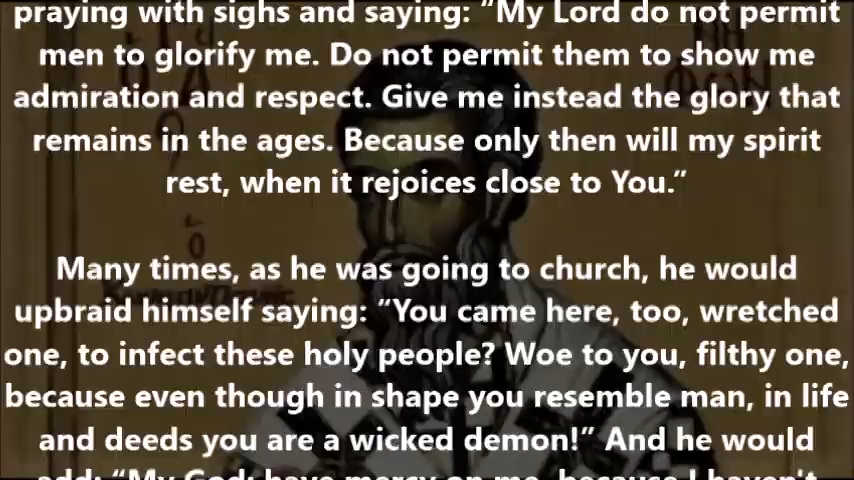 praying with sighs and saying: “My Lord do not permit
men to glorify me. Do not permit them to show me
admiration and respect. Give me instead the glory that
remains in the ages. Because only then will my spirit
rest, when it rejoices close to You.”
Many times, as he was going to church, he would
upbraid himself saying: “You came here, too, wretched
one, to infect these holy people? Woe to you, filthy one,
because even though in shape you resemble man, in life
and deeds you are a wicked demon!” And he would
add: “My God; have mercy on me, because I haven't